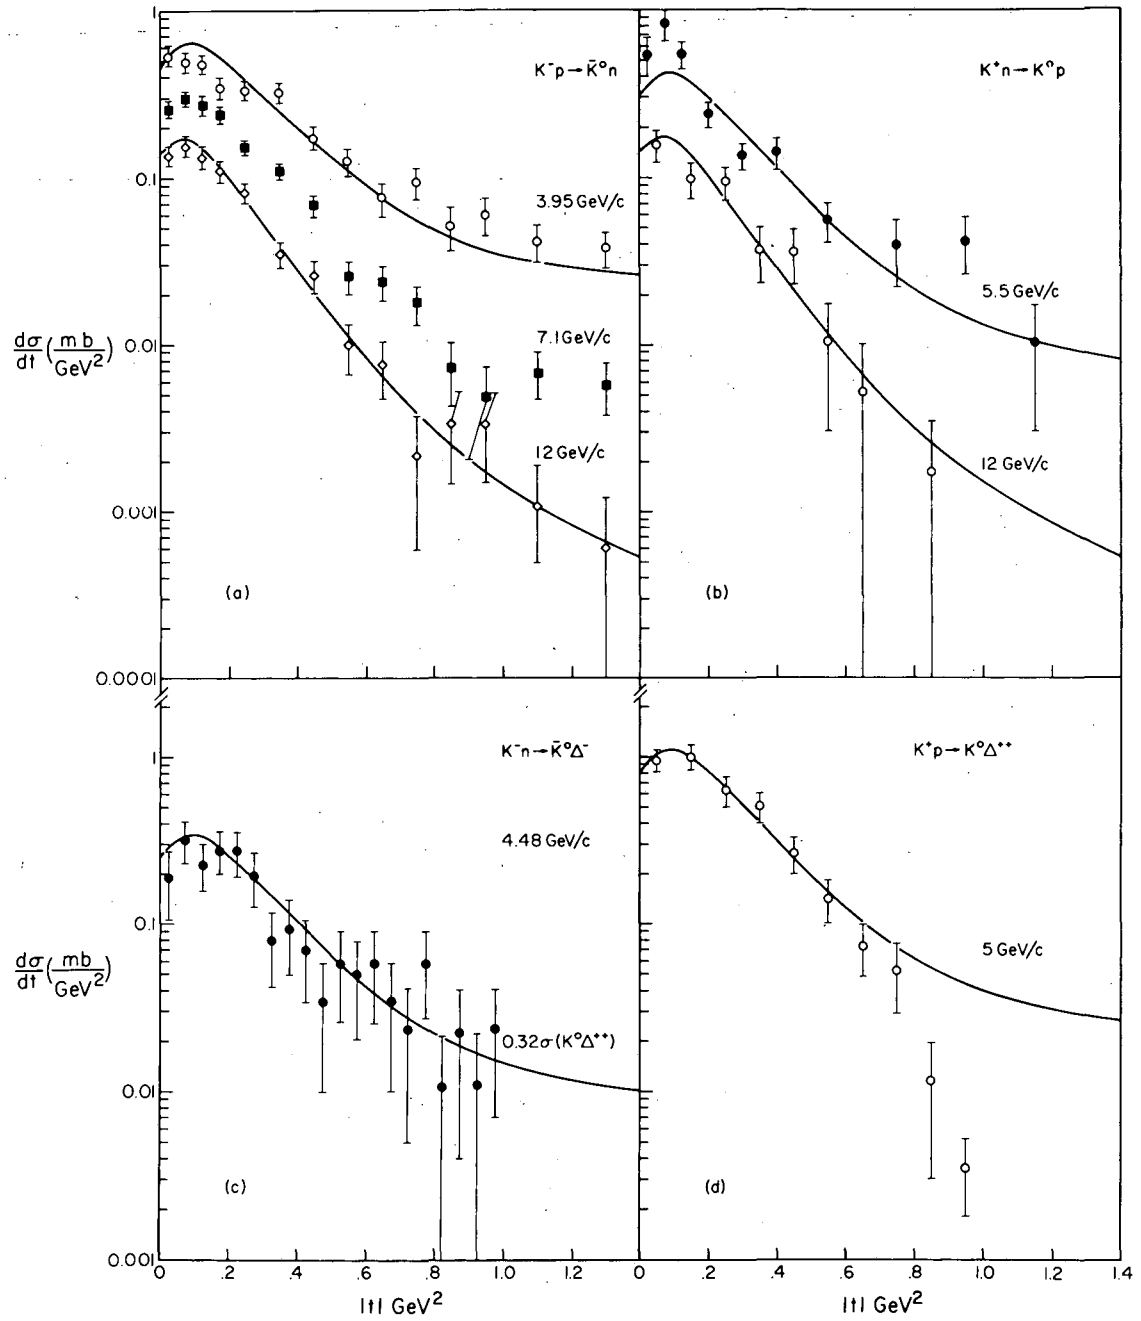 1
0.1
0.01
0.001
0.0001
dσ/dt (mb/GeV²)
K⁻p→K̄⁰n
3.95 GeV/c
7.1 GeV/c
12 GeV/c
(a)
K⁺n→K⁰p
5.5 GeV/c
12 GeV/c
(b)
1
0.1
0.01
0.001
dσ/dt (mb/GeV²)
K⁻n→K̄⁰Δ⁻
4.48 GeV/c
0.32σ(K⁰Δ⁺⁺)
(c)
K⁺p→K⁰Δ⁺⁺
5 GeV/c
(d)
0 .2 .4 .6 .8 1.0 1.2 0 .2 .4 .6 .8 1.0 1.2 1.4
|t| GeV² |t| GeV²